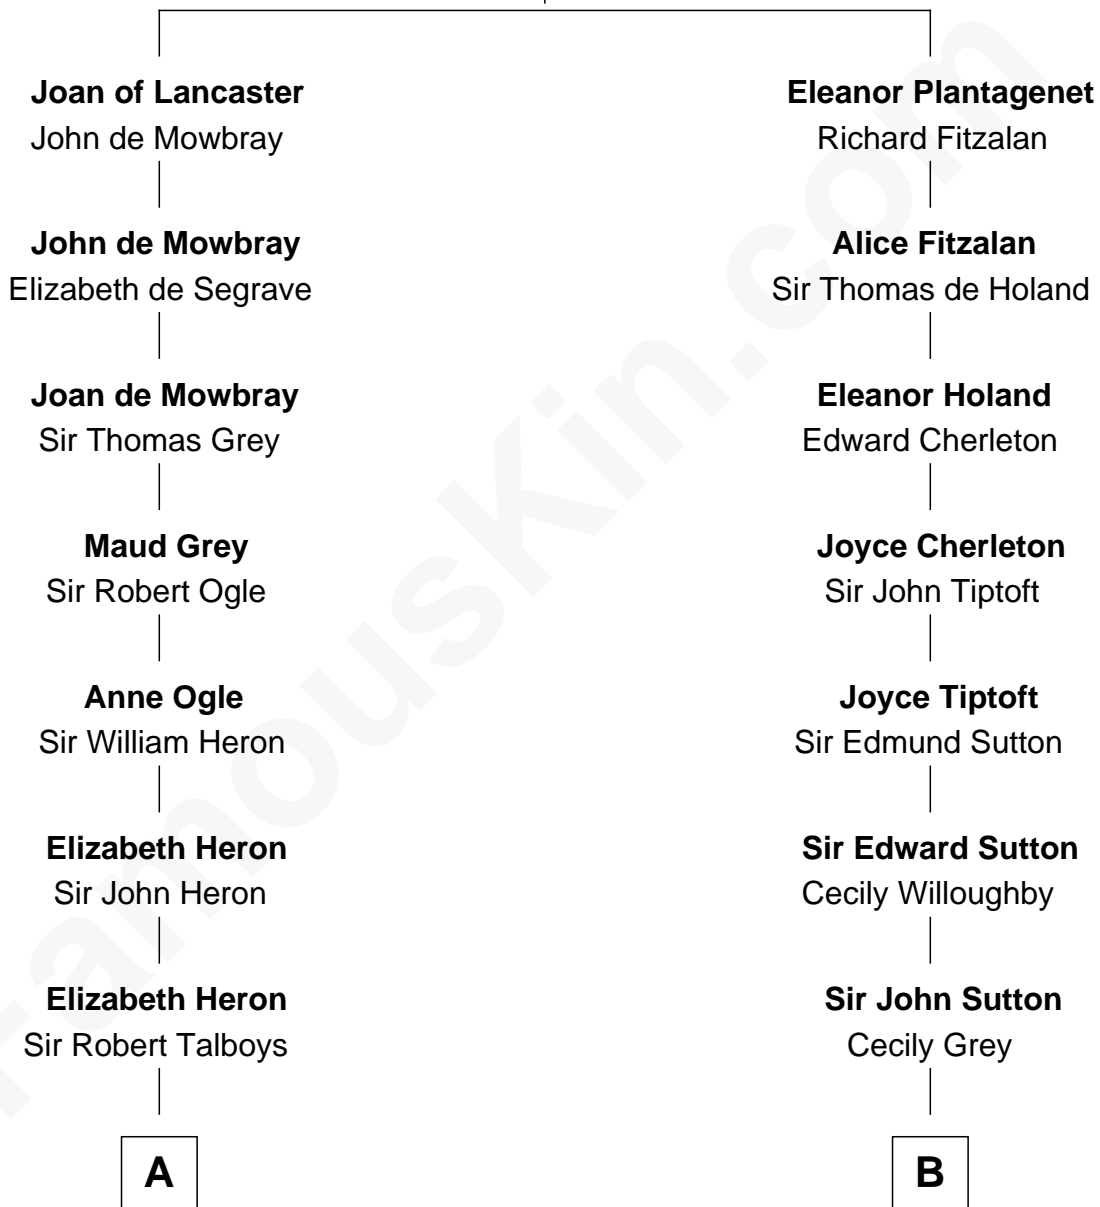 Joan of Lancaster
John de Mowbray
John de Mowbray
Elizabeth de Segrave
Joan de Mowbray
Sir Thomas Grey
Maud Grey
Sir Robert Ogle
Anne Ogle
Sir William Heron
Elizabeth Heron
Sir John Heron
Elizabeth Heron
Sir Robert Talboys
A
Eleanor Plantagenet
Richard Fitzalan
Alice Fitzalan
Sir Thomas de Holand
Eleanor Holand
Edward Cherleton
Joyce Cherleton
Sir John Tiptoft
Joyce Tiptoft
Sir Edmund Sutton
Sir Edward Sutton
Cecily Willoughby
Sir John Sutton
Cecily Grey
B
FamousKin.com